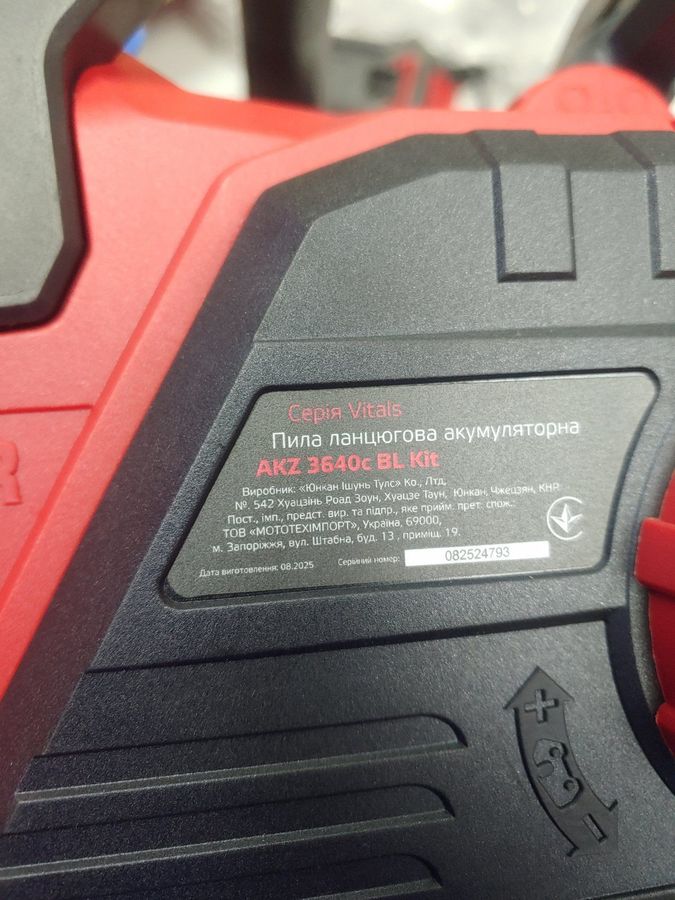 Серія Vitals
Пила ланцюгова акумуляторна
AKZ 3640c BL Kit
Виробник: «Юнкан Ішунь Тулс» Ко., Лтд,
№. 542 Хуацзінь Роад Зоун, Хуацзе Таун, Юнкан, Чжецзян, КНР
Пост., імп., предст. вир. та підпр., яке прийм. прет. спож.:
ТОВ «МОТОТЕХІМПОРТ», Україна, 69000,
м. Запоріжжя, вул. Штабна, буд. 13 , приміщ. 19.
Дата виготовлення: 08.2025 Серийний номер: 082524793
R
+
-